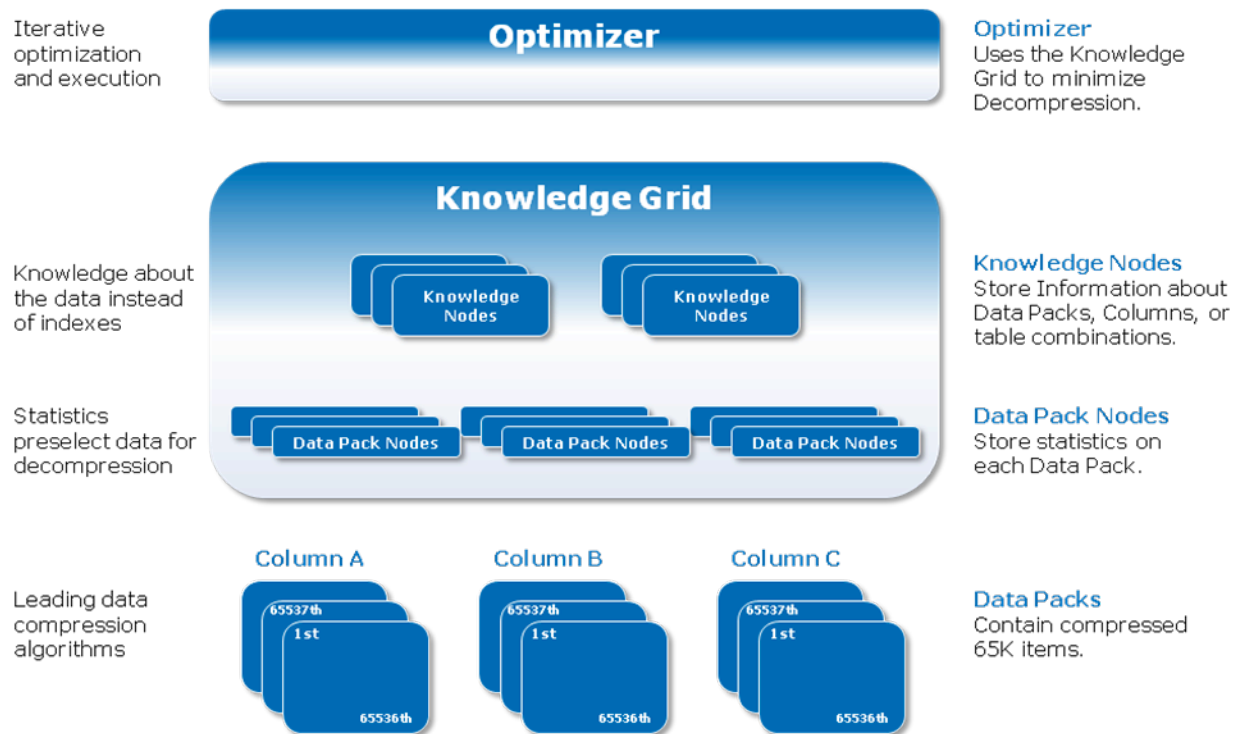 Iterative
optimization
and execution
Optimizer
Optimizer
Uses the Knowledge
Grid to minimize
Decompression.
Knowledge Grid
Knowledge about
the data instead
of indexes
Knowledge
Nodes
Knowledge
Nodes
Knowledge Nodes
Store Information about
Data Packs, Columns, or
table combinations.
Statistics
preselect data for
decompression
Data Pack Nodes
Data Pack Nodes
Data Pack Nodes
Data Pack Nodes
Store statistics on
each Data Pack.
Column A
Column B
Column C
Leading data
compression
algorithms
65537th
1st
65536th
65537th
1st
65536th
65537th
1st
65536th
Data Packs
Contain compressed
65K items.